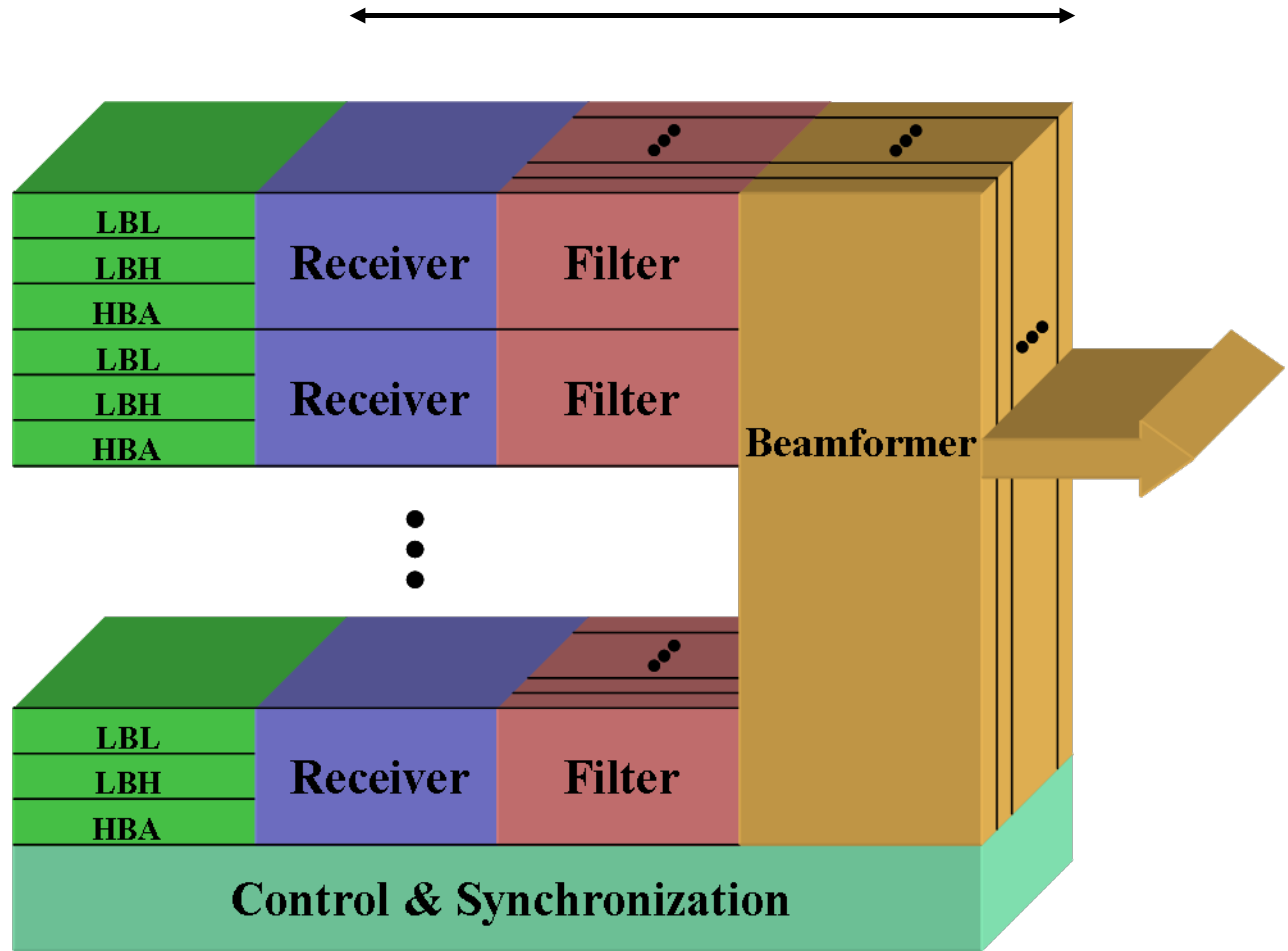 LBL
LBH
HBA
Receiver
Filter
LBL
LBH
HBA
Receiver
Filter
Beamformer
LBL
LBH
HBA
Receiver
Filter
Control & Synchronization